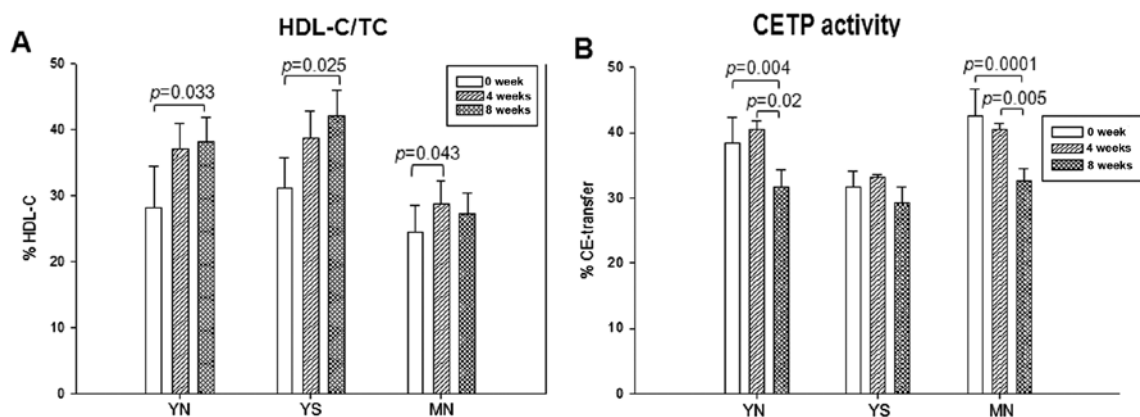 A
HDL-C/TC
50
40
30
20
10
0
% HDL-C
p=0.033
p=0.025
p=0.043
0 week
4 weeks
8 weeks
YN
YS
MN
B
CETP activity
50
40
30
20
10
0
% CE-transfer
p=0.004
p=0.02
p=0.0001
p=0.005
0 week
4 weeks
8 weeks
YN
YS
MN